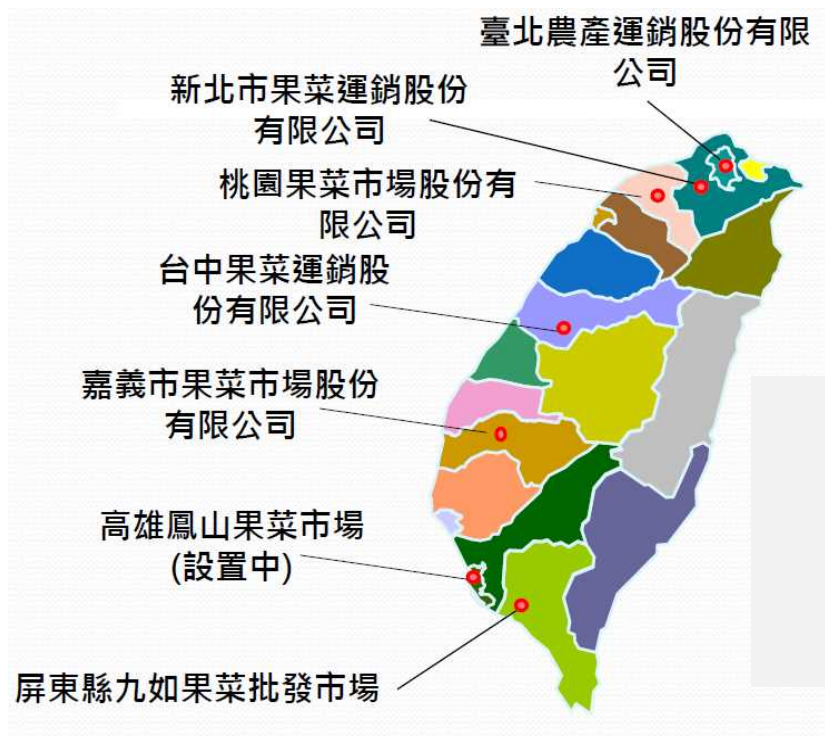 臺北農產運銷股份有限
公司
新北市果菜運銷股份
有限公司
桃園果菜市場股份有
限公司
台中果菜運銷股
份有限公司
嘉義市果菜市場股份
有限公司
高雄鳳山果菜市場
(設置中)
屏東縣九如果菜批發市場